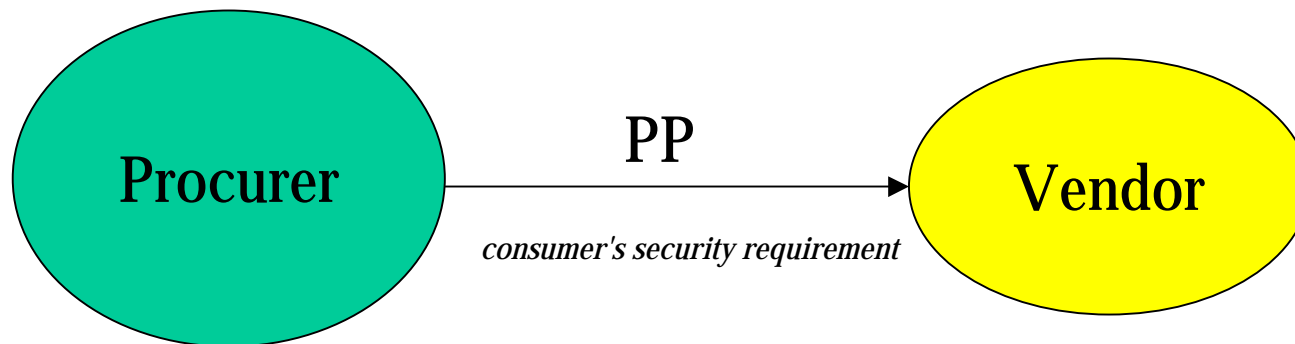 PP
Procurer
Vendor
consumer's security requirement